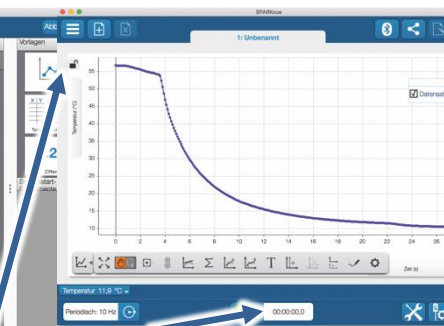 SPARKvue
Abb
1: Unbenannt
Vorlagen
Datensat
Temperatur (°C)
55
50
45
40
35
30
25
20
15
10
0 2 4 6 8 10 12 14 16 18 20 22 24 26
Zeit (s)
Temperatur 11,9 °C
Periodisch: 10 Hz
00:00:00,0